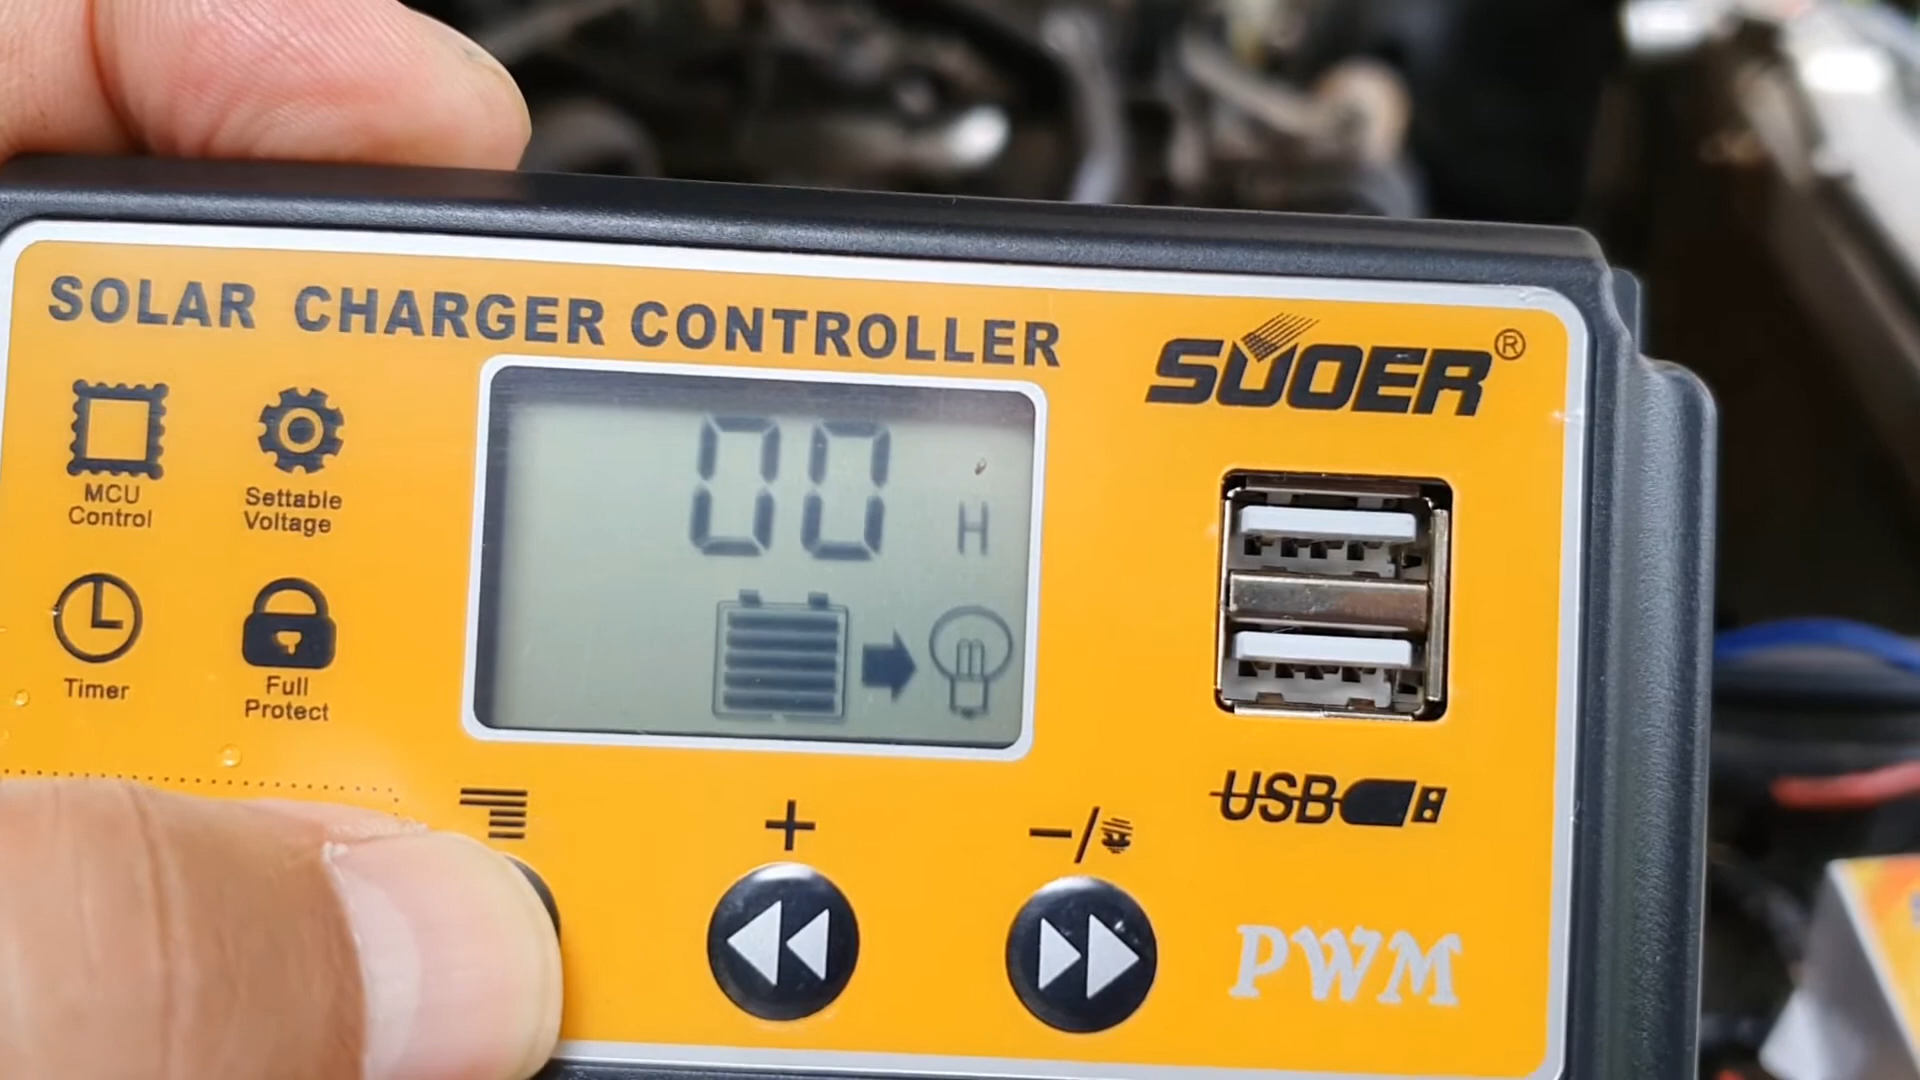 SOLAR CHARGER CONTROLLER
SUOER®
MCU
Control
Settable
Voltage
Timer
Full
Protect
00 H
+
-/
USB
PWM